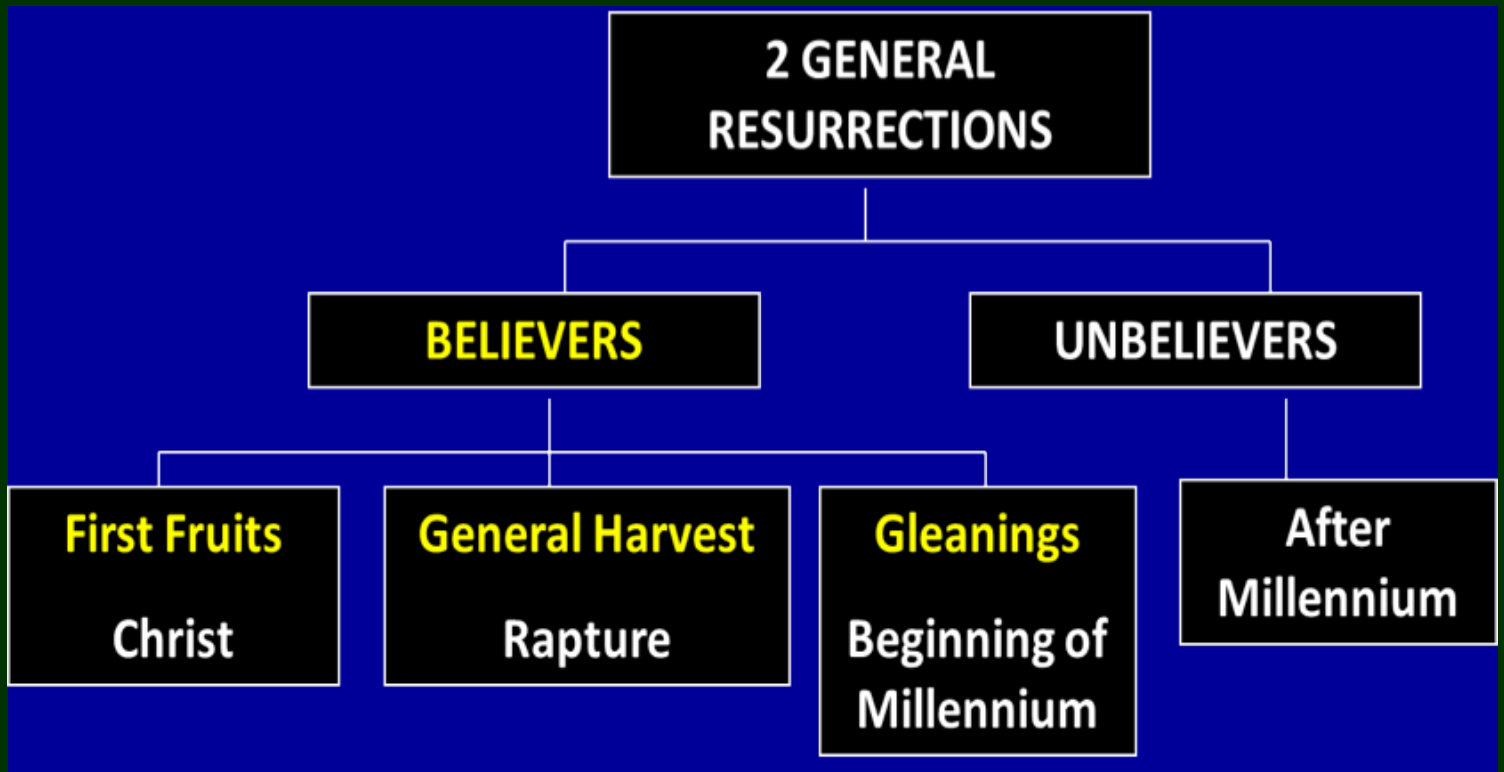 2 GENERAL
RESURRECTIONS
BELIEVERS
UNBELIEVERS
First Fruits
Christ
General Harvest
Rapture
Gleanings
Beginning of
Millennium
After
Millennium